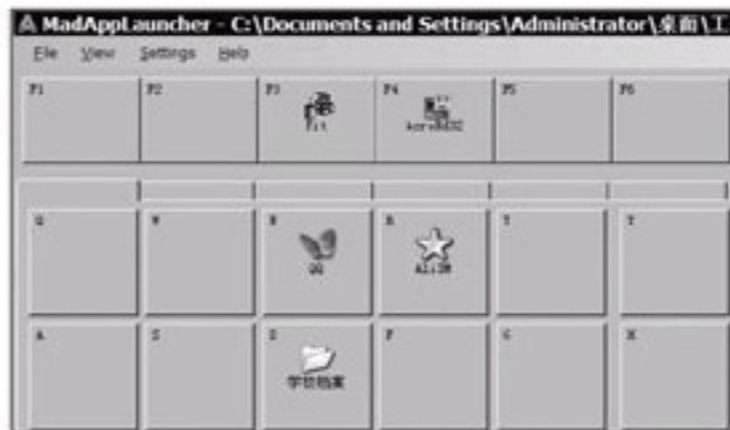 MadAppLauncher - C:\Documents and Settings\Administrator\桌面\工
File View Settings Help
F1 F2 F3 F4 F5 F6
AcroRd32
Q W E R T
QQ
A S F G H
学校档案